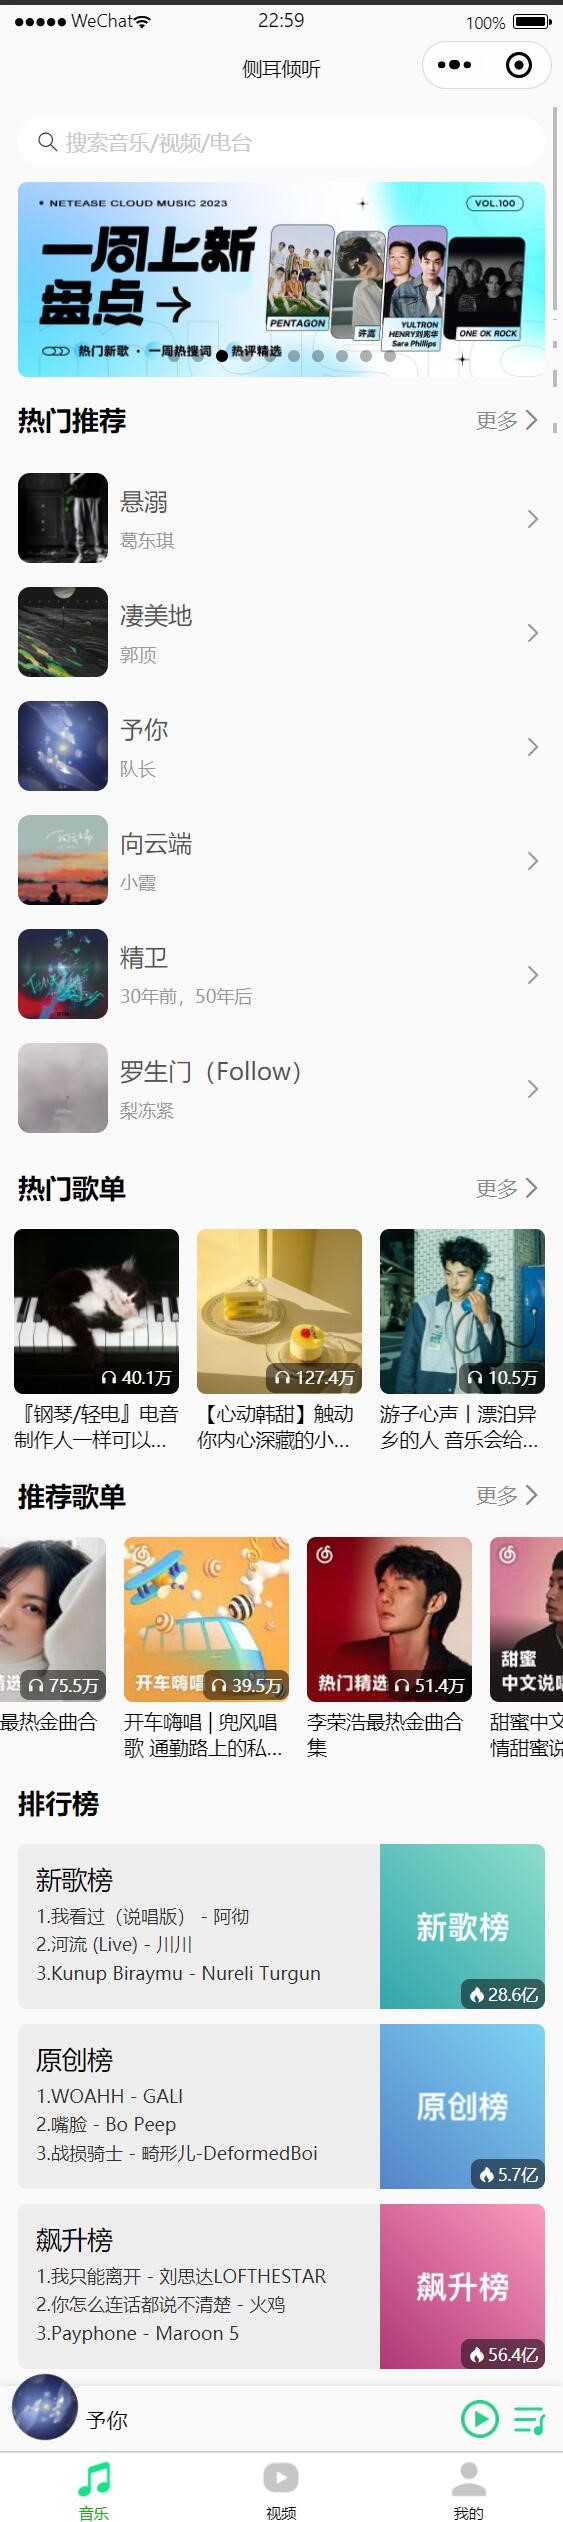 WeChat
22:59
100%
侧耳倾听
搜索音乐/视频/电台
NETEASE CLOUD MUSIC 2023
VOL.100
一周上新
盘点
PENTAGON
许嵩
YULTRON
HENRY刘宪华
Sara Phillips
ONE OK ROCK
热门新歌 · 一周热搜词 热评精选
热门推荐
更多
悬溺
葛东琪
凄美地
郭顶
予你
队长
向云端
小霞
精卫
30年前，50年后
罗生门（Follow）
梨冻紧
热门歌单
更多
40.1万
127.4万
10.5万
『钢琴/轻电』电音
制作人一样可以...
【心动韩甜】触动
你内心深藏的小...
游子心声丨漂泊异
乡的人 音乐会给...
推荐歌单
更多
75.5万
开车嗨唱
39.5万
热门精选
51.4万
甜蜜
中文说唱
最热金曲合
开车嗨唱 | 兜风唱
歌 通勤路上的私...
李荣浩最热金曲合
集
甜蜜中文
情甜蜜说
排行榜
新歌榜
1.我看过（说唱版） - 阿彻
2.河流 (Live) - 川川
3.Kunup Biraymu - Nureli Turgun
新歌榜
28.6亿
原创榜
1.WOAHH - GALI
2.嘴脸 - Bo Peep
3.战损骑士 - 畸形儿-DeformedBoi
原创榜
5.7亿
飙升榜
1.我只能离开 - 刘思达LOFTHESTAR
2.你怎么连话都说不清楚 - 火鸡
3.Payphone - Maroon 5
飙升榜
56.4亿
予你
音乐
视频
我的